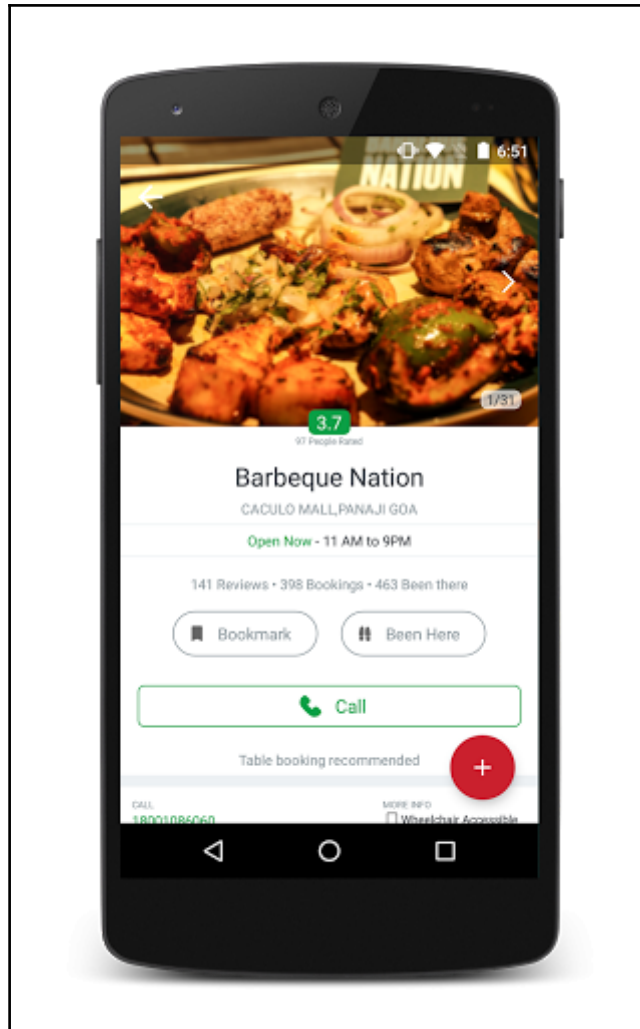 6:51
NATION
1/31
3.7
97 People Rated
Barbeque Nation
CACULO MALL,PANAJI GOA
Open Now - 11 AM to 9PM
141 Reviews • 398 Bookings • 463 Been there
Bookmark
Been Here
Call
Table booking recommended
+
CALL
MORE INFO
18001086060
Wheelchair Accessible